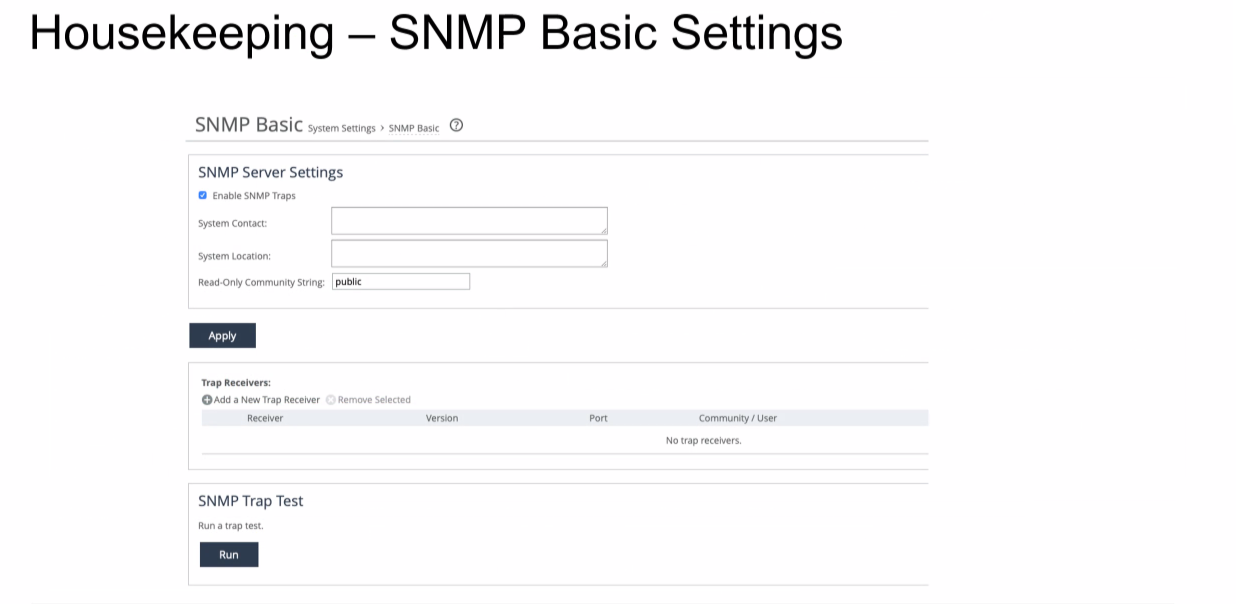 Housekeeping – SNMP Basic Settings
SNMP Basic System Settings › SNMP Basic ?
SNMP Server Settings
Enable SNMP Traps
System Contact:
System Location:
Read-Only Community String: public
Apply
Trap Receivers:
Add a New Trap Receiver Remove Selected
Receiver Version Port Community / User
No trap receivers.
SNMP Trap Test
Run a trap test.
Run